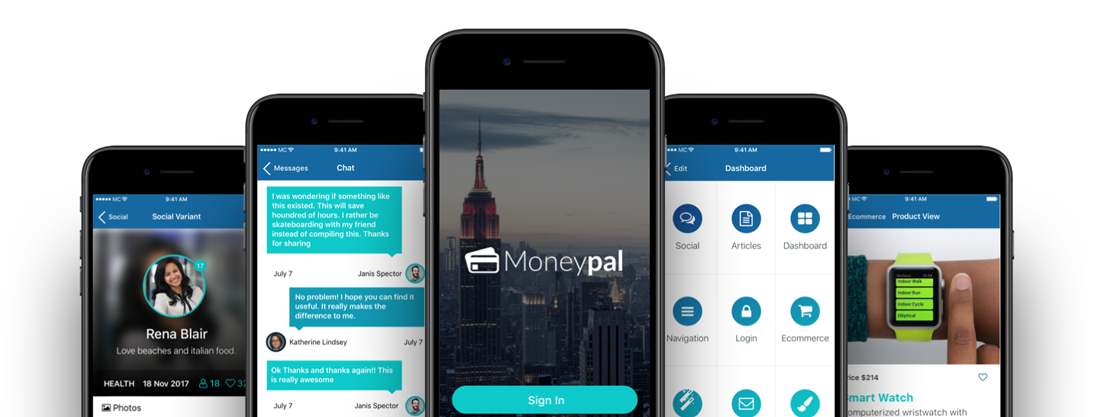 ●●●●● MC 9:41 AM
Social Social Variant
17
Rena Blair
Love beaches and italian food.
HEALTH 18 Nov 2017 18 32
Photos
●●●●● MC 9:41 AM
Messages Chat
I was wondering if something like
this existed. This will save
houndred of hours. I rather be
skateboarding with my friend
instead of compiling this. Thanks
for sharing
July 7 Janis Spector
No problem! I hope you can find it
useful. It really makes the
difference to me.
Katherine Lindsey July 7
Ok Thanks and thanks again!! This
is really awesome
July 7 Janis Spector
Moneypal
Sign In
●●● MC 9:41 AM
Edit Dashboard
Social Articles Dashboard
Navigation Login Ecommerce
MC 9:41 AM
Ecommerce Product View
Indoor Walk
Indoor Run
Indoor Cycle
Elliptical
rice $214
mart Watch
omputerized wristwatch with